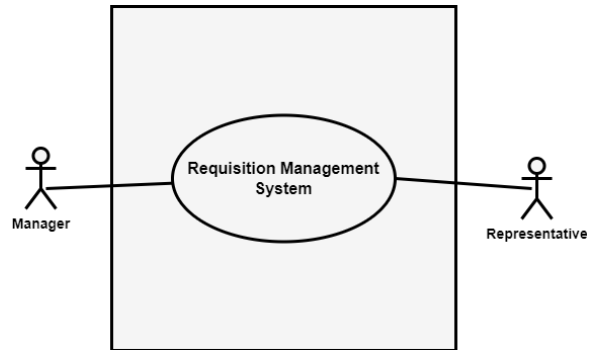 Requisition Management
System
Manager
Representative